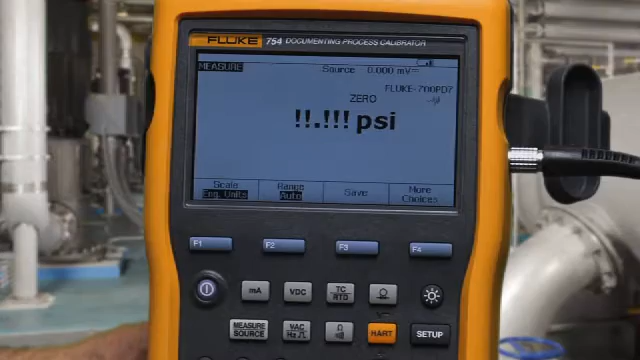 FLUKE 754 DOCUMENTING PROCESS CALIBRATOR
MEASURE
Source 0.000 mV
FLUKE-700PD7
ZERO
!!.!!! psi
Scale Range Save More
Eng. Units Auto Choices
F1 F2 F3 F4
mA VDC TC RTD
MEASURE SOURCE VAC Hz Ω HART SETUP